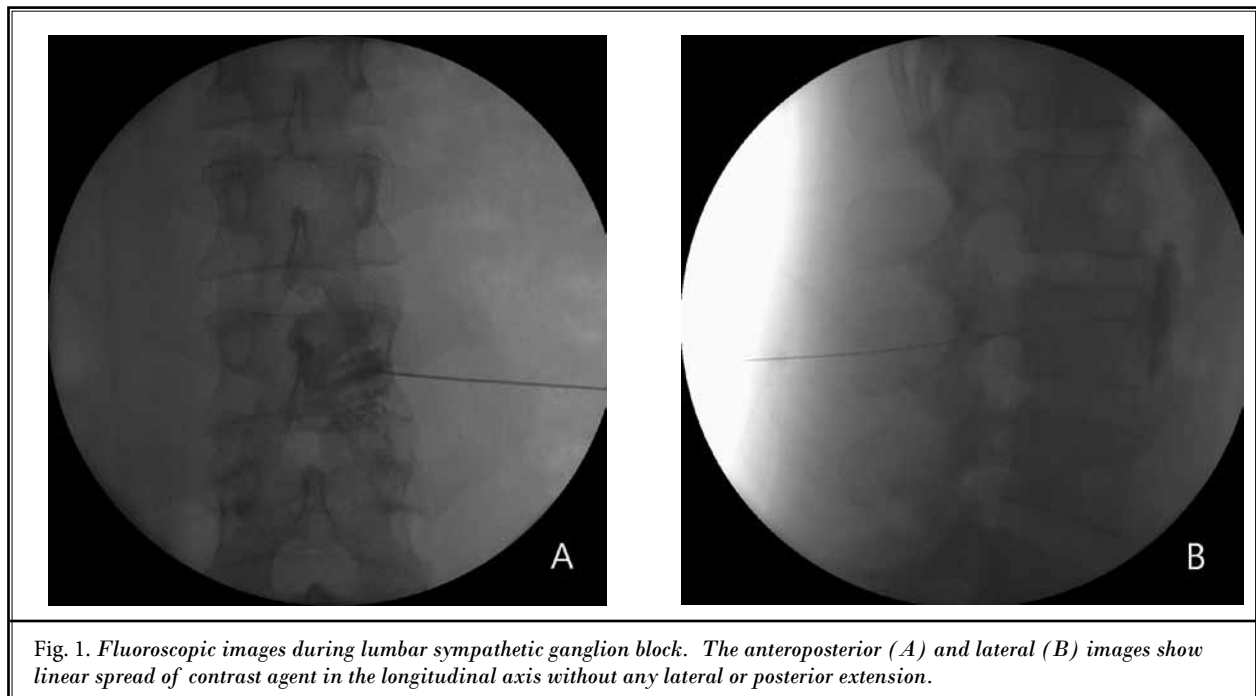 A
B
Fig. 1. Fluoroscopic images during lumbar sympathetic ganglion block. The anteroposterior (A) and lateral (B) images show
linear spread of contrast agent in the longitudinal axis without any lateral or posterior extension.